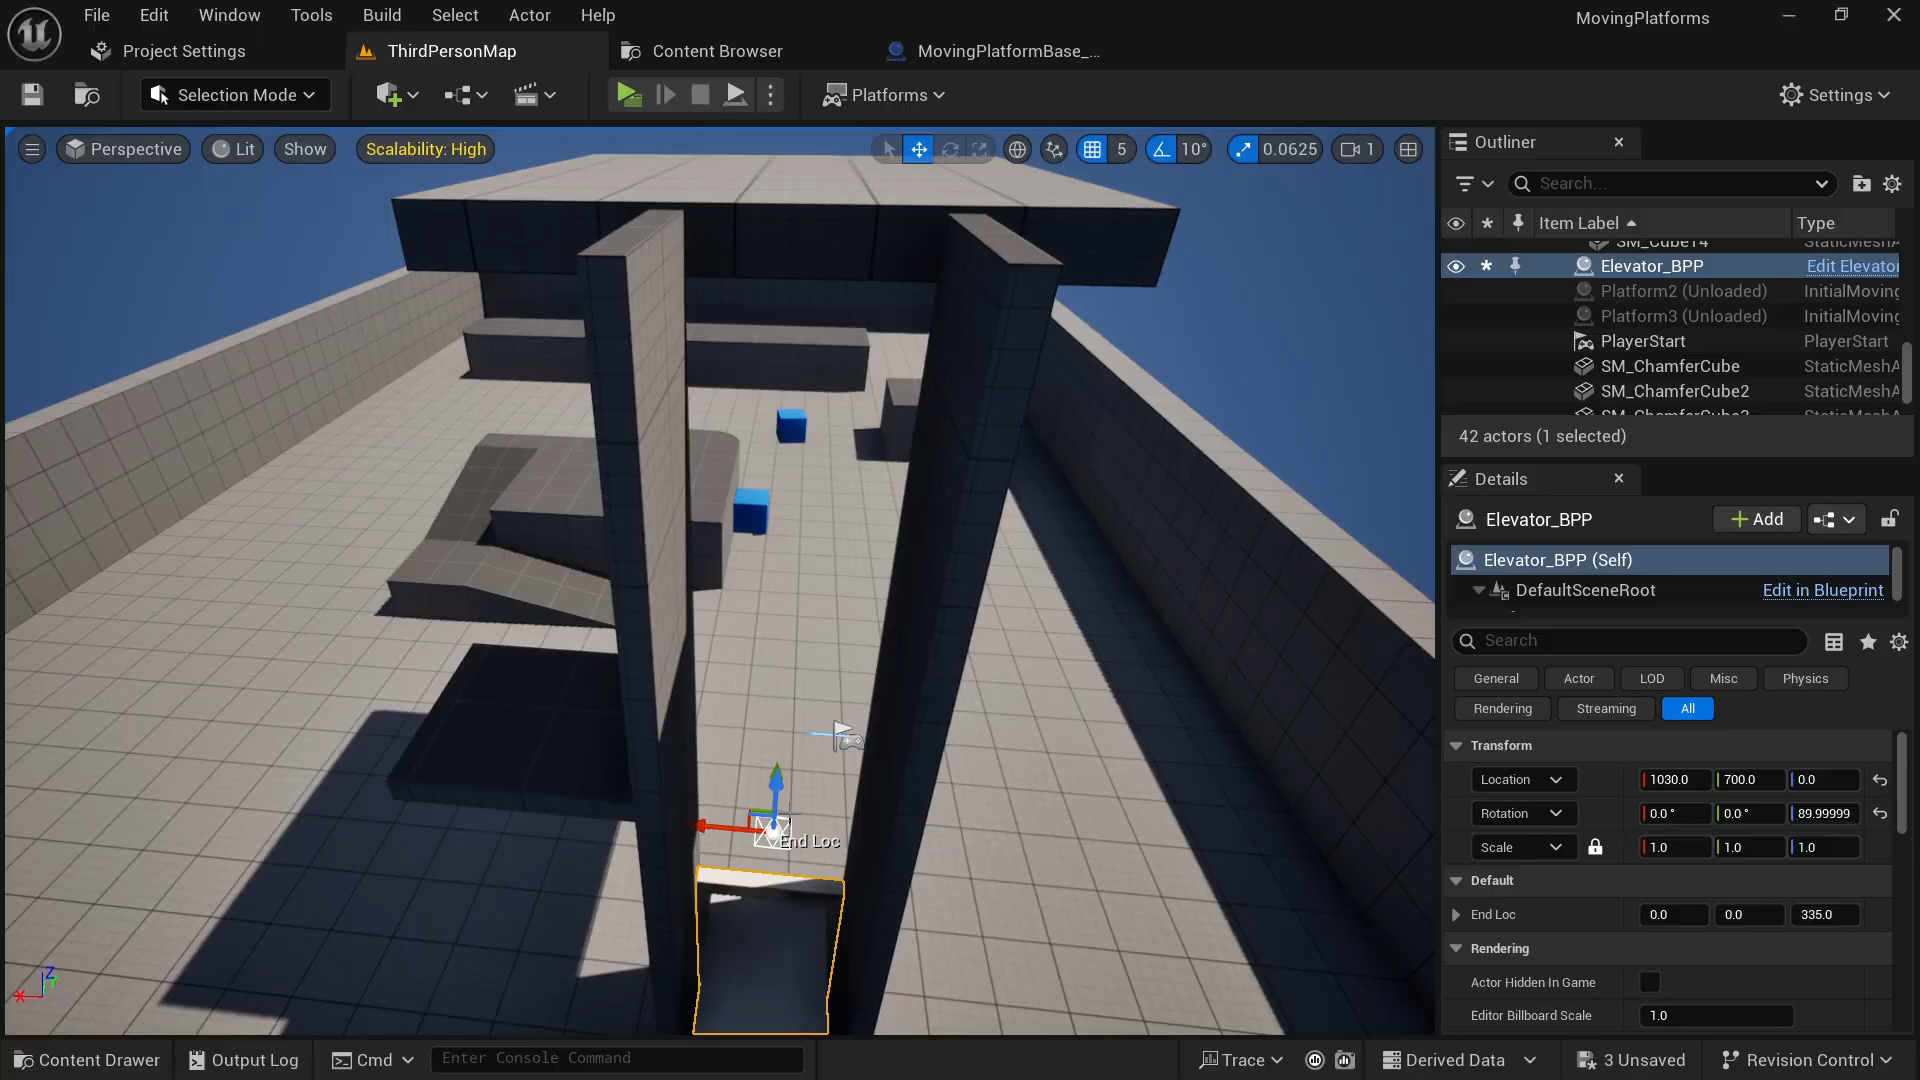 File Edit Window Tools Build Select Actor Help
MovingPlatforms
Project Settings
ThirdPersonMap
Content Browser
MovingPlatformBase_...
Selection Mode
Platforms
Settings
Perspective
Lit
Show
Scalability: High
5
10°
0.0625
1
End Loc
Z
Y
X
Outliner
Search...
Item Label
Type
Elevator_BPP
Edit Elevator
Platform2 (Unloaded)
InitialMoving
Platform3 (Unloaded)
InitialMoving
PlayerStart
PlayerStart
SM_ChamferCube
StaticMeshA
SM_ChamferCube2
StaticMeshA
42 actors (1 selected)
Details
Elevator_BPP
Add
Elevator_BPP (Self)
DefaultSceneRoot
Edit in Blueprint
Search
General
Actor
LOD
Misc
Physics
Rendering
Streaming
All
Transform
Location
1030.0
700.0
0.0
Rotation
0.0 °
0.0 °
89.99999
Scale
1.0
1.0
1.0
Default
End Loc
0.0
0.0
335.0
Rendering
Actor Hidden In Game
Editor Billboard Scale
1.0
Content Drawer
Output Log
Cmd
Enter Console Command
Trace
Derived Data
3 Unsaved
Revision Control